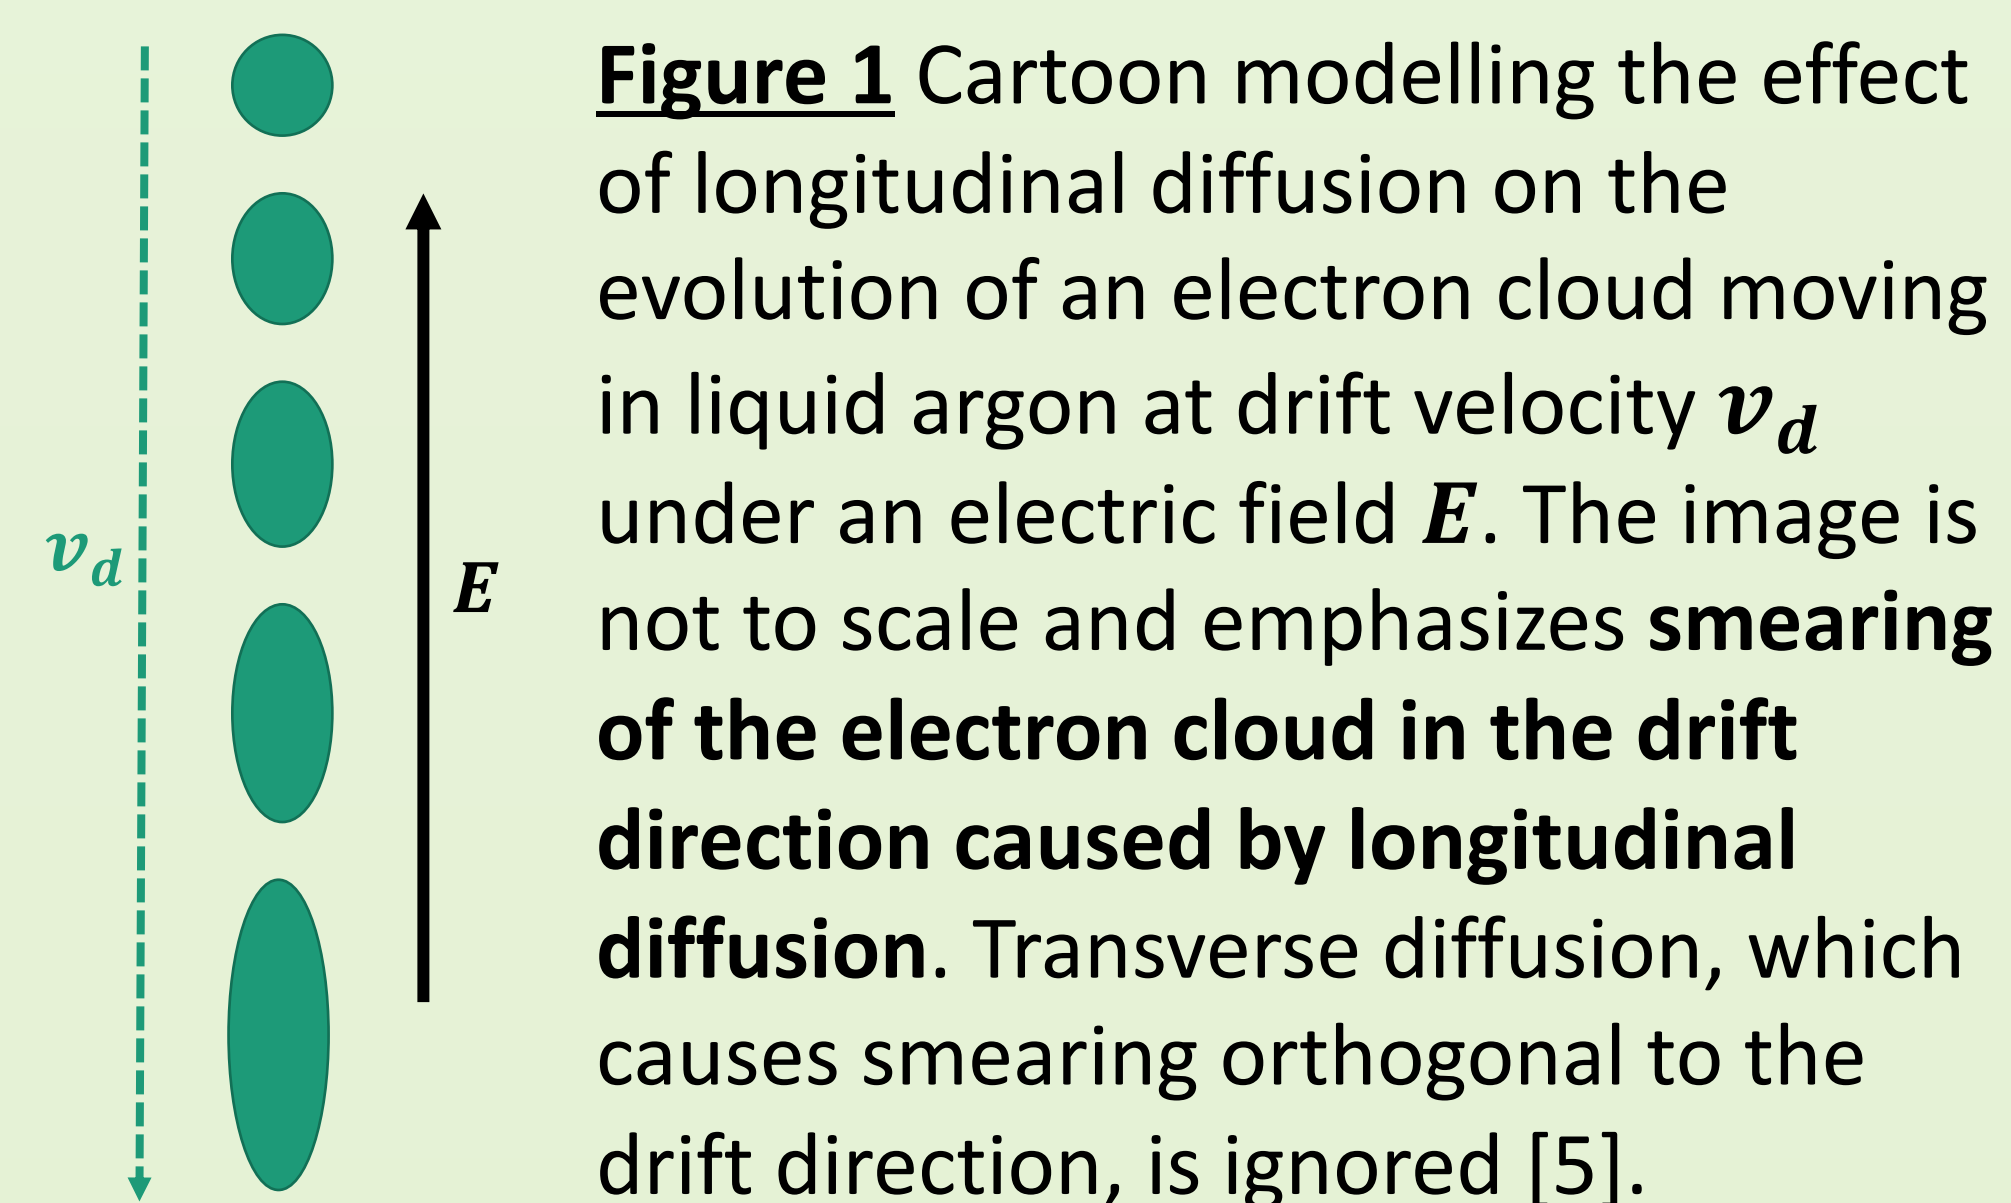 v_d
E
Figure 1 Cartoon modelling the effect
of longitudinal diffusion on the
evolution of an electron cloud moving
in liquid argon at drift velocity v_d
under an electric field E. The image is
not to scale and emphasizes smearing
of the electron cloud in the drift
direction caused by longitudinal
diffusion. Transverse diffusion, which
causes smearing orthogonal to the
drift direction, is ignored [5].